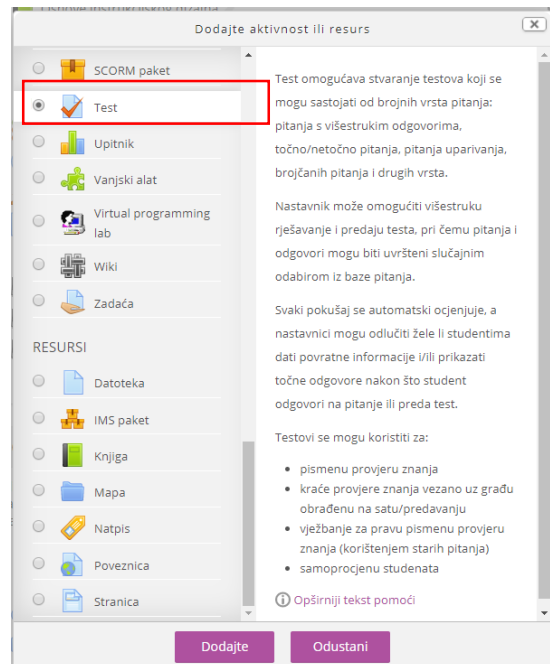 Dodajte aktivnost ili resurs
SCORM paket
Test
Upitnik
Vanjski alat
Virtual programming
lab
Wiki
Zadaća
RESURSI
Datoteka
IMS paket
Knjiga
Mapa
Natpis
Poveznica
Stranica
Test omogućava stvaranje testova koji se
mogu sastojati od brojnih vrsta pitanja:
pitanja s višestrukim odgovorima,
točno/netočno pitanja, pitanja uparivanja,
brojčanih pitanja i drugih vrsta.
Nastavnik može omogućiti višestruku
rješavanje i predaju testa, pri čemu pitanja i
odgovori mogu biti uvršteni slučajnim
odabirom iz baze pitanja.
Svaki pokušaj se automatski ocjenjuje, a
nastavnici mogu odlučiti žele li studentima
dati povratne informacije i/ili prikazati
točne odgovore nakon što student
odgovori na pitanje ili preda test.
Testovi se mogu koristiti za:
pismenu provjeru znanja
kraće provjere znanja vezano uz građu
obrađenu na satu/predavanju
vježbanje za pravu pismenu provjeru
znanja (korištenjem starih pitanja)
samoprocjenu studenata
Opširniji tekst pomoći
Dodajte
Odustani